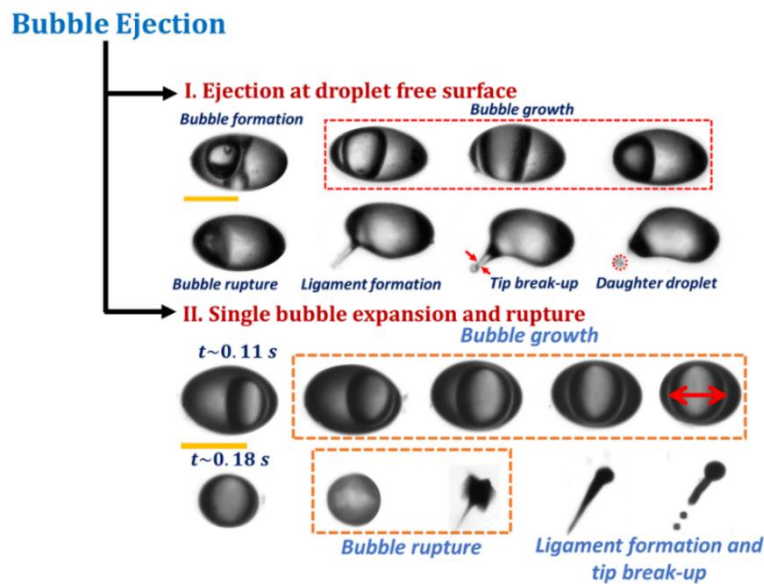 Bubble Ejection
I. Ejection at droplet free surface
Bubble formation
Bubble growth
Bubble rupture
Ligament formation
Tip break-up
Daughter droplet
II. Single bubble expansion and rupture
Bubble growth
t~0.11 s
t~0.18 s
Bubble rupture
Ligament formation and
tip break-up